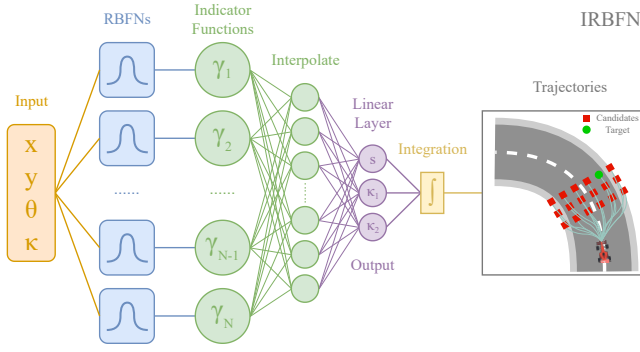 IRBFN
RBFNs
Indicator
Functions
Interpolate
Input
x
y
θ
κ
γ1
γ2
......
......
γN-1
γN
Linear
Layer
s
κ1
κ2
Output
Integration
∫
Trajectories
Candidates
Target